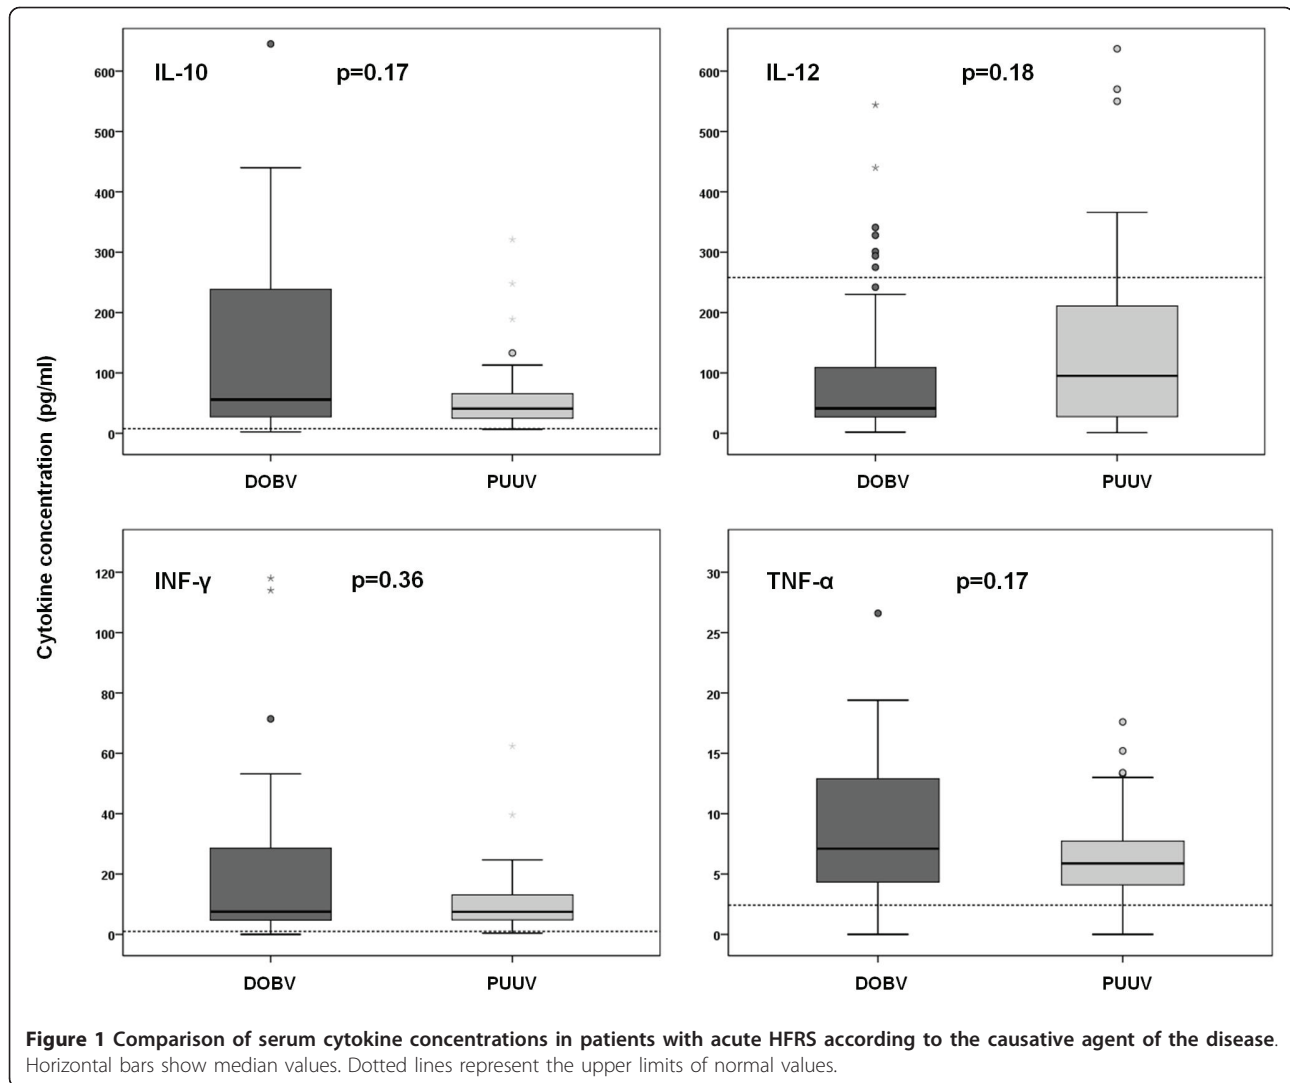 Cytokine concentration (pg/ml)
IL-10 p=0.17
600
500
400
300
200
100
0
DOBV PUUV
IL-12 p=0.18
600
500
400
300
200
100
0
DOBV PUUV
INF-γ p=0.36
120
100
80
60
40
20
0
DOBV PUUV
TNF-α p=0.17
30
25
20
15
10
5
0
DOBV PUUV
Figure 1 Comparison of serum cytokine concentrations in patients with acute HFRS according to the causative agent of the disease.
Horizontal bars show median values. Dotted lines represent the upper limits of normal values.